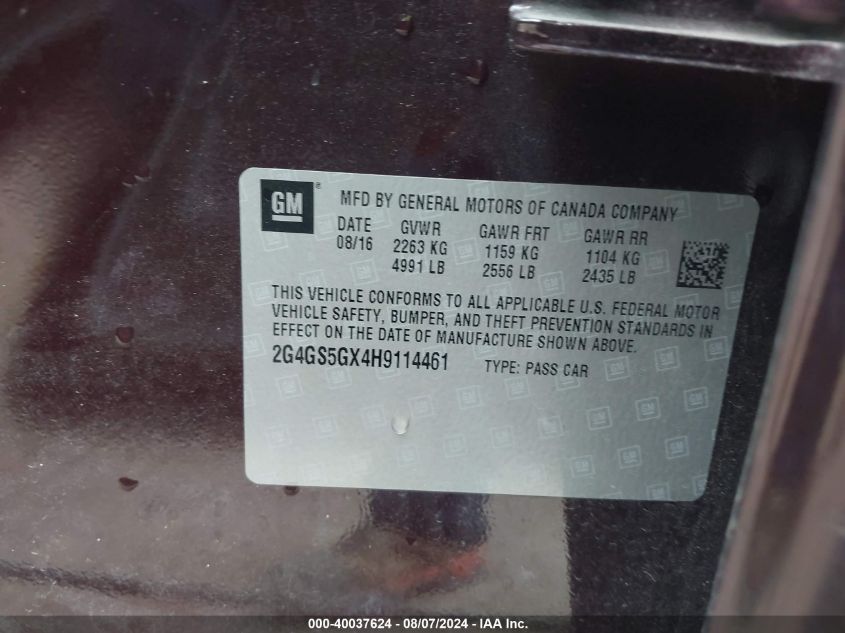 GM ® MFD BY GENERAL MOTORS OF CANADA COMPANY
DATE GVWR GAWR FRT GAWR RR
08/16 2263 KG 1159 KG 1104 KG
4991 LB 2556 LB 2435 LB
THIS VEHICLE CONFORMS TO ALL APPLICABLE U.S. FEDERAL MOTOR
VEHICLE SAFETY, BUMPER, AND THEFT PREVENTION STANDARDS IN
EFFECT ON THE DATE OF MANUFACTURE SHOWN ABOVE.
2G4GS5GX4H9114461 TYPE: PASS CAR
000-40037624 - 08/07/2024 - IAA Inc.